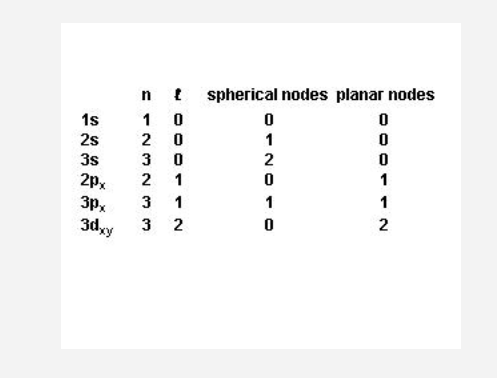 n ℓ spherical nodes planar nodes
1s 1 0 0 0
2s 2 0 1 0
3s 3 0 2 0
2px 2 1 0 1
3px 3 1 1 1
3dxy 3 2 0 2